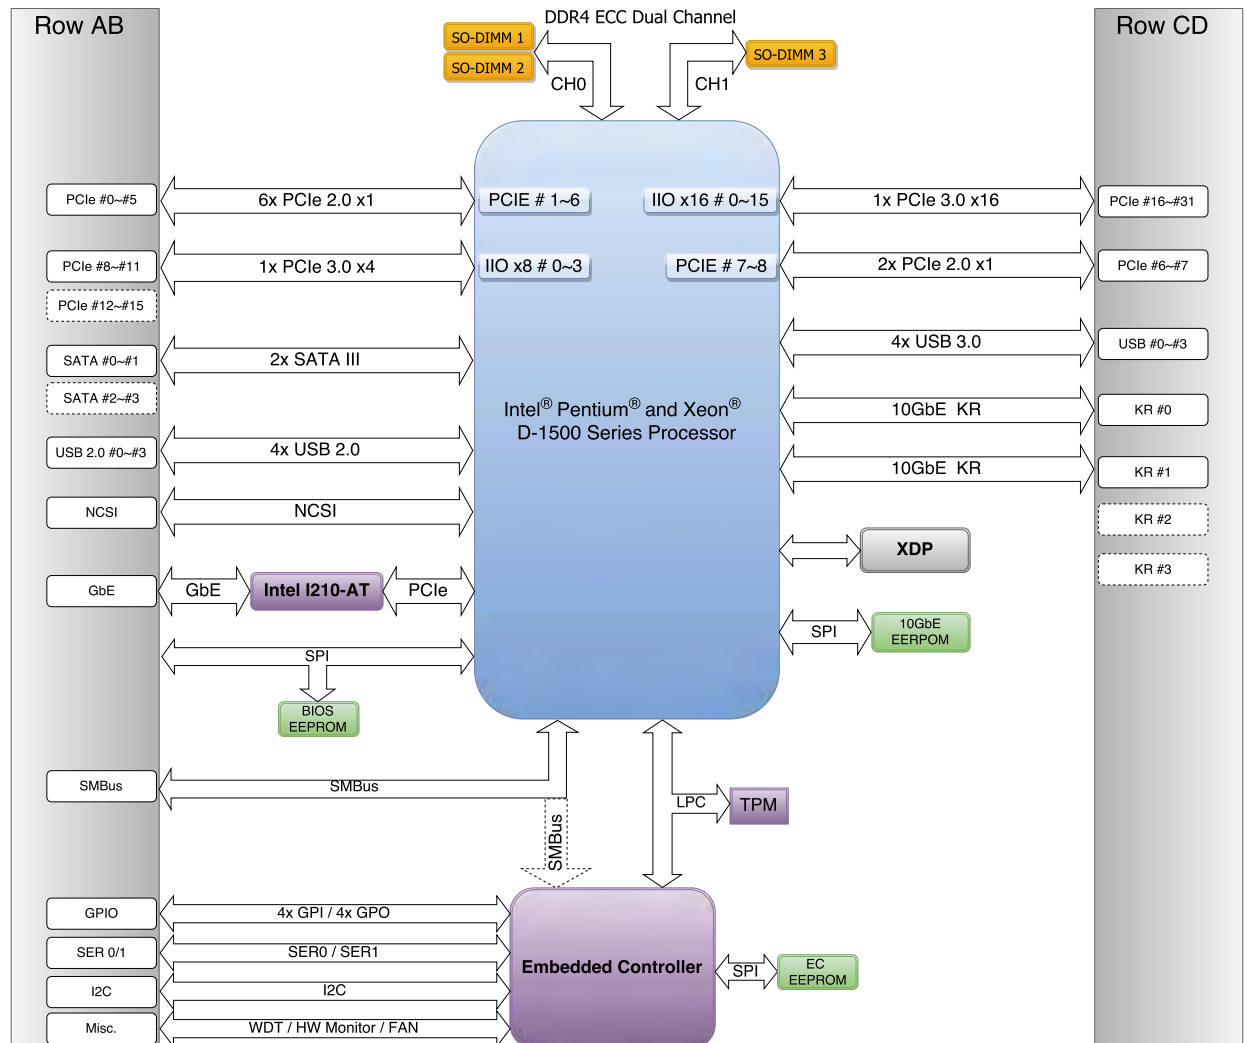 Row AB
DDR4 ECC Dual Channel
Row CD
SO-DIMM 1
SO-DIMM 2
SO-DIMM 3
CH0
CH1
PCIe #0~#5
6x PCIe 2.0 x1
PCIE # 1~6
IIO x16 # 0~15
1x PCIe 3.0 x16
PCIe #16~#31
PCIe #8~#11
1x PCIe 3.0 x4
IIO x8 # 0~3
PCIE # 7~8
2x PCIe 2.0 x1
PCIe #6~#7
PCIe #12~#15
SATA #0~#1
2x SATA III
4x USB 3.0
USB #0~#3
SATA #2~#3
Intel® Pentium® and Xeon®
D-1500 Series Processor
10GbE KR
KR #0
USB 2.0 #0~#3
4x USB 2.0
10GbE KR
KR #1
NCSI
NCSI
KR #2
XDP
KR #3
GbE
GbE
Intel I210-AT
PCIe
SPI
10GbE
EERPOM
SPI
BIOS
EEPROM
SMBus
SMBus
SMBus
LPC
TPM
GPIO
4x GPI / 4x GPO
SER 0/1
SER0 / SER1
Embedded Controller
SPI
EC
EEPROM
I2C
I2C
Misc.
WDT / HW Monitor / FAN